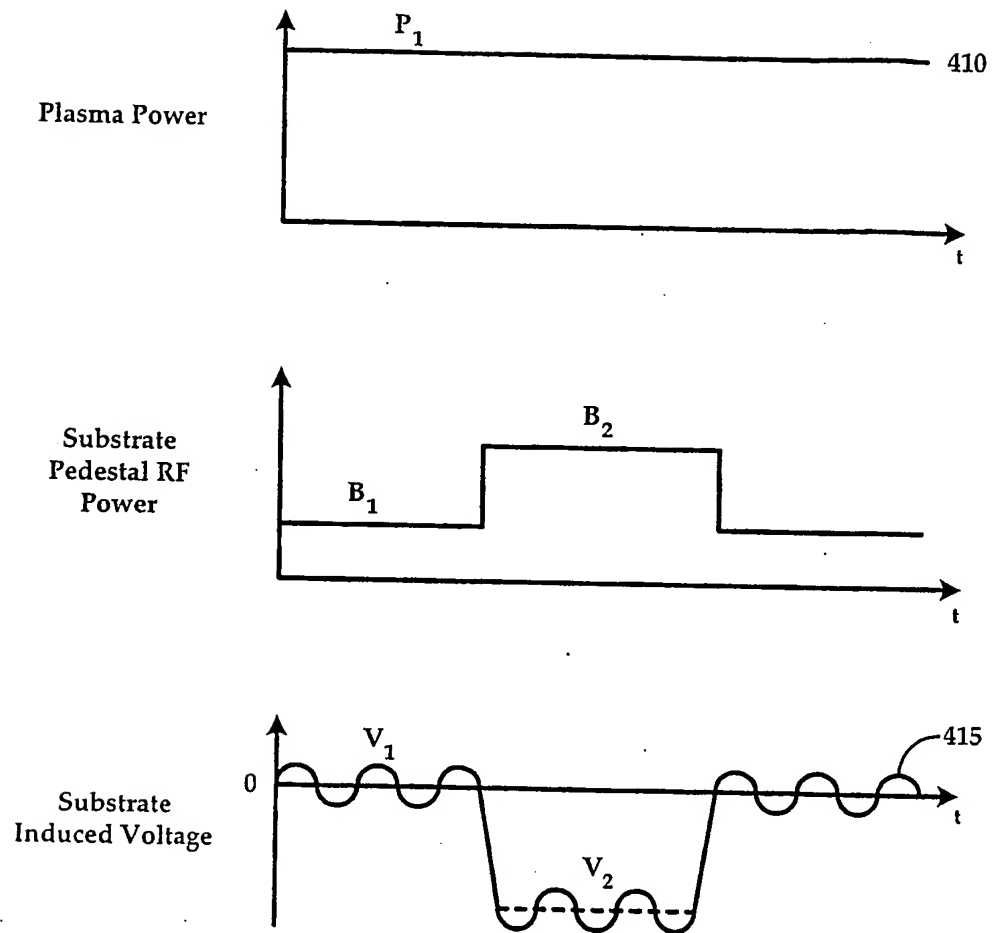 P₁
410
Plasma Power
t
B₂
Substrate
Pedestal RF
Power
B₁
t
V₁
415
0
Substrate
Induced Voltage
t
V₂